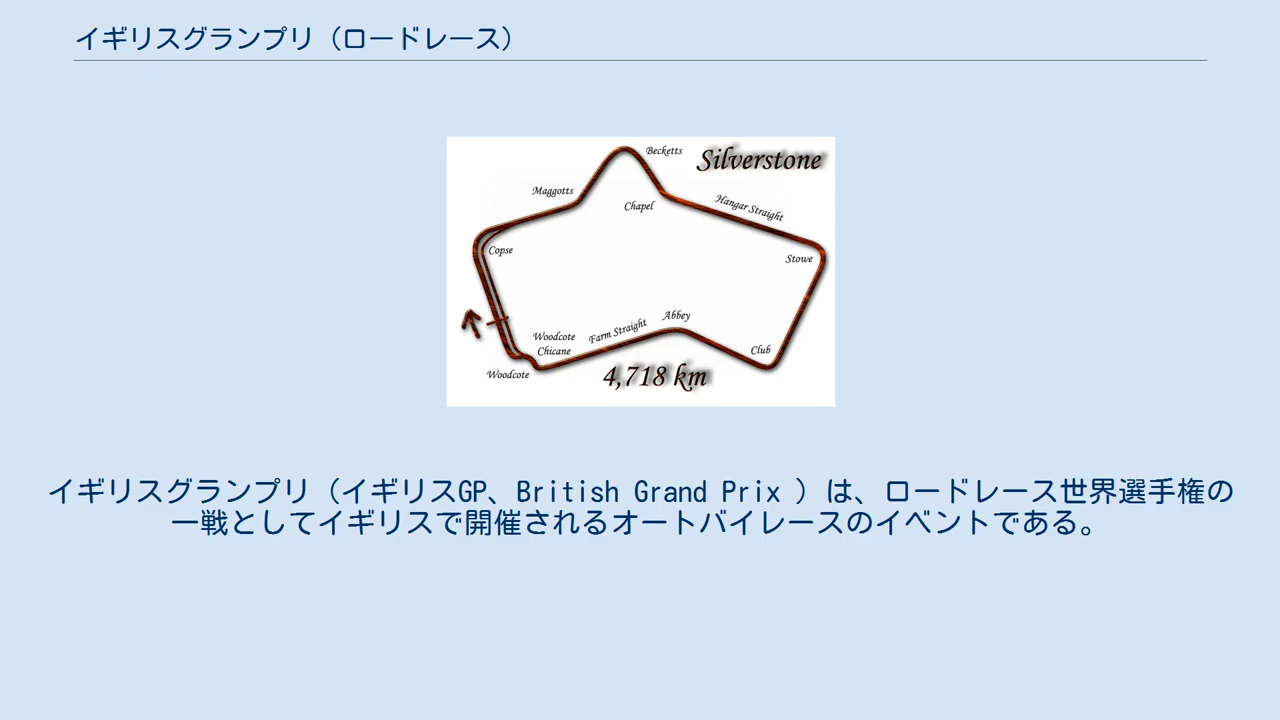 イギリスグランプリ（ロードレース）
Becketts
Silverstone
Maggotts
Chapel
Hangar Straight
Copse
Stowe
Abbey
Farm Straight
Woodcote
Chicane
Club
Woodcote
4,718 km
イギリスグランプリ（イギリスGP、British Grand Prix ）は、ロードレース世界選手権の
一戦としてイギリスで開催されるオートバイレースのイベントである。